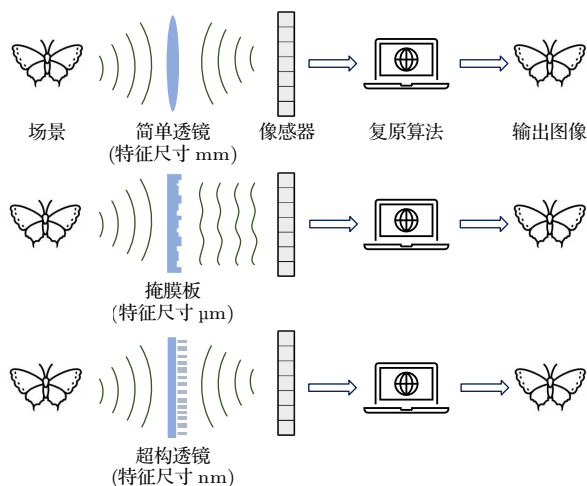 场景
简单透镜
(特征尺寸 mm)
像感器
复原算法
输出图像
掩膜板
(特征尺寸 μm)
超构透镜
(特征尺寸 nm)